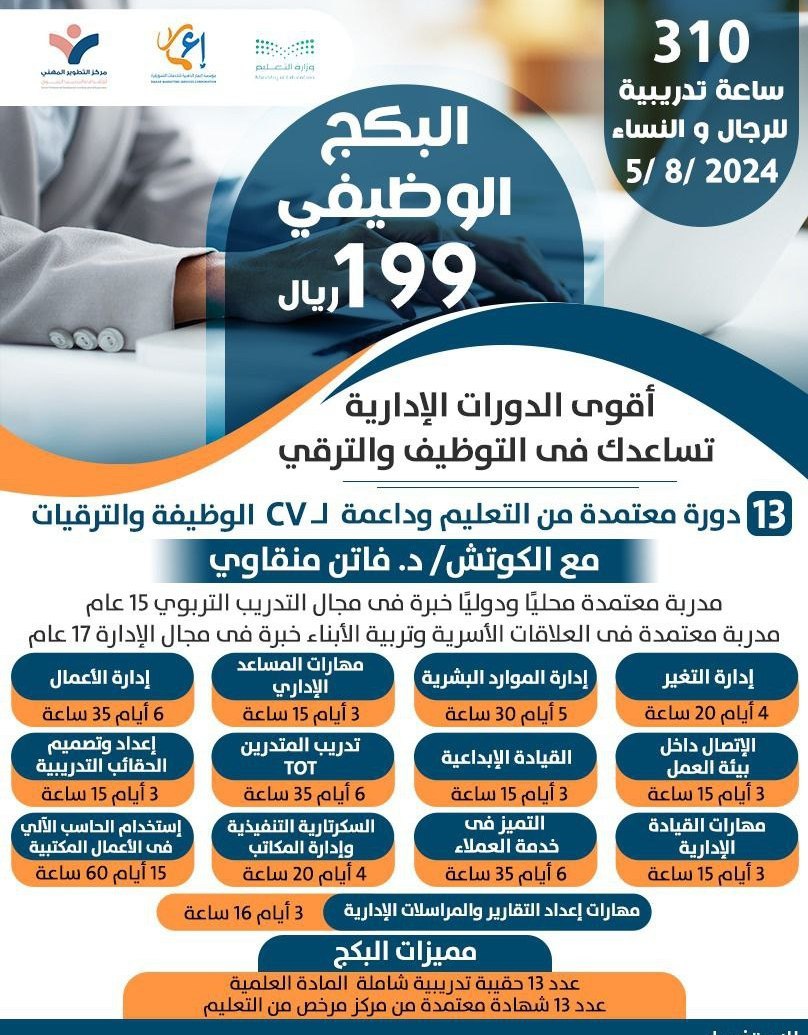 310
ساعة تدريبية
للرجال و النساء
5/ 8/ 2024
وزارة التعليم
Ministry of Education
مركز التطوير المهني
البكج
الوظيفي
199 ريال
أقوى الدورات الإدارية
تساعدك فى التوظيف والترقي
13 دورة معتمدة من التعليم وداعمة لـ CV الوظيفة والترقيات
مع الكوتش/ د. فاتن منقاوي
مدربة معتمدة محليًا ودوليًا خبرة فى مجال التدريب التربوي 15 عام
مدربة معتمدة فى العلاقات الأسرية وتربية الأبناء خبرة فى مجال الإدارة 17 عام
إدارة التغير
4 أيام 20 ساعة
إدارة الموارد البشرية
5 أيام 30 ساعة
مهارات المساعد
الإداري
3 أيام 15 ساعة
إدارة الأعمال
6 أيام 35 ساعة
الإتصال داخل
بيئة العمل
3 أيام 15 ساعة
القيادة الإبداعية
3 أيام 15 ساعة
تدريب المتدرين
TOT
6 أيام 35 ساعة
إعداد وتصميم
الحقائب التدريبية
3 أيام 15 ساعة
مهارات القيادة
الإدارية
3 أيام 15 ساعة
التميز فى
خدمة العملاء
6 أيام 35 ساعة
السكرتارية التنفيذية
وإدارة المكاتب
4 أيام 20 ساعة
إستخدام الحاسب الآلي
فى الأعمال المكتبية
15 أيام 60 ساعة
مهارات إعداد التقارير والمراسلات الإدارية
3 أيام 16 ساعة
مميزات البكج
عدد 13 حقيبة تدريبية شاملة المادة العلمية
عدد 13 شهادة معتمدة من مركز مرخص من التعليم